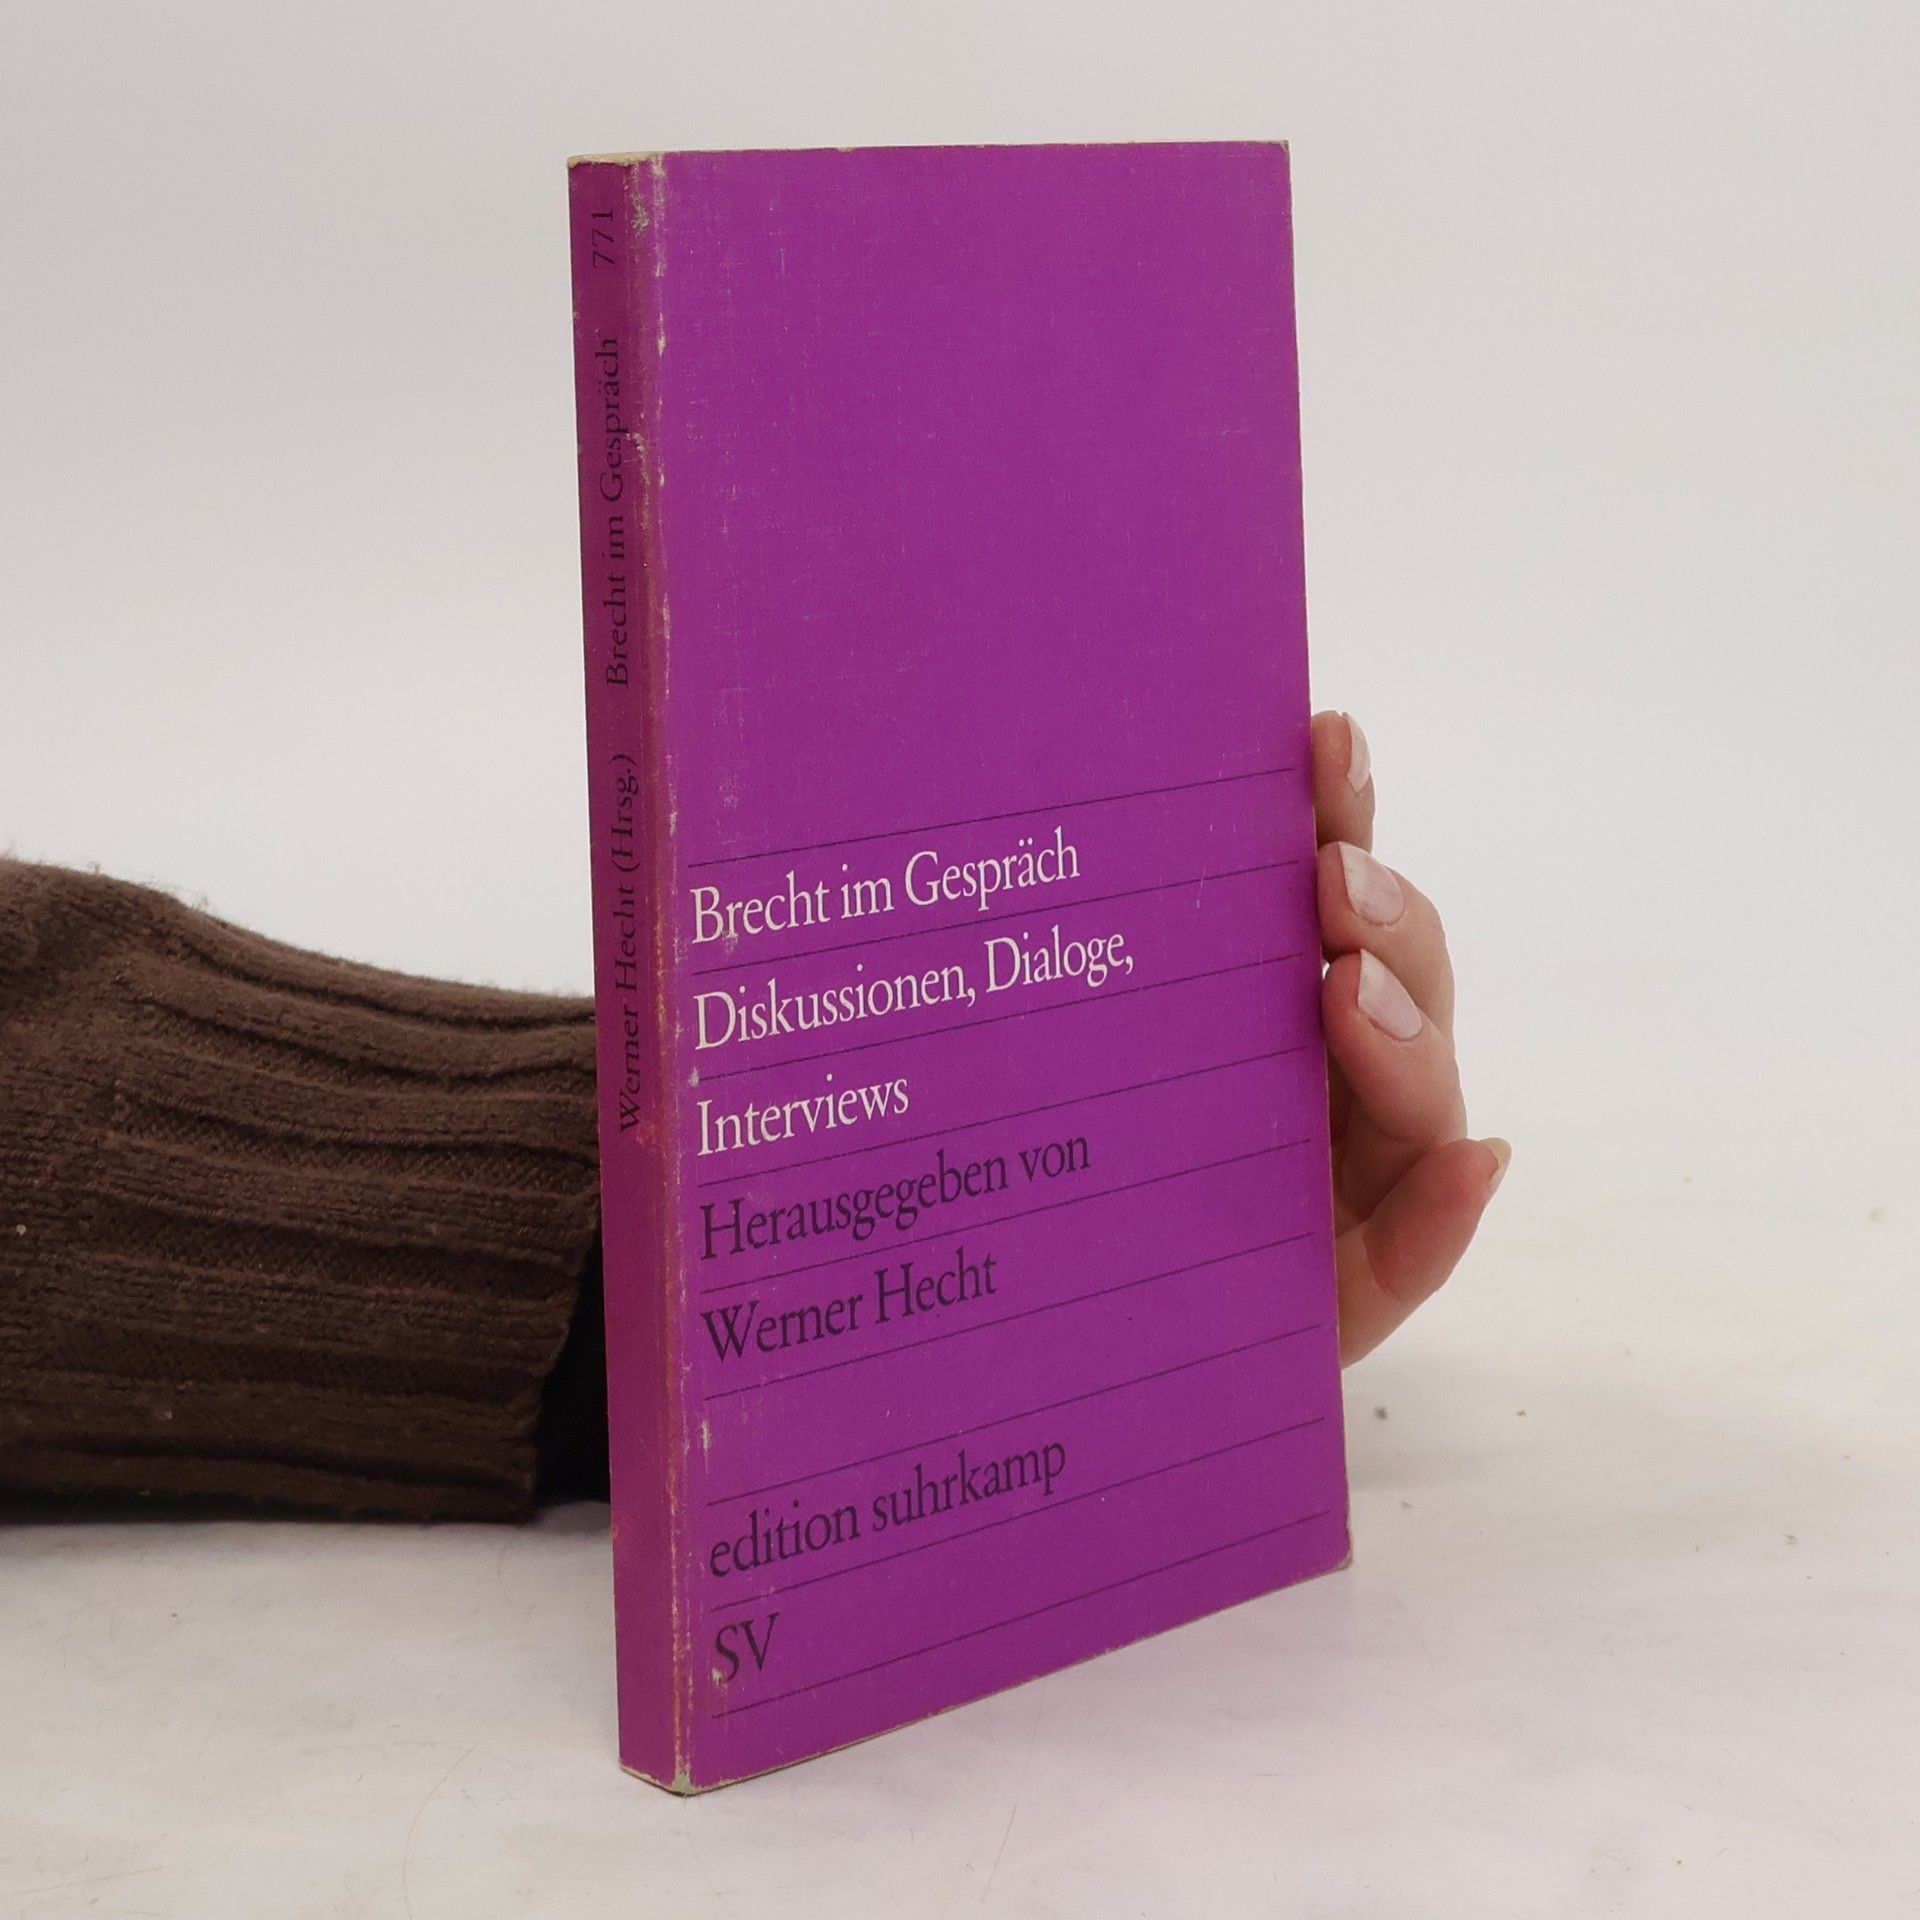 Werner Hecht (Hrsg.) Brecht im Gespräch 771
Brecht im Gespräch
Diskussionen, Dialoge,
Interviews
Herausgegeben von
Werner Hecht
edition suhrkamp
SV